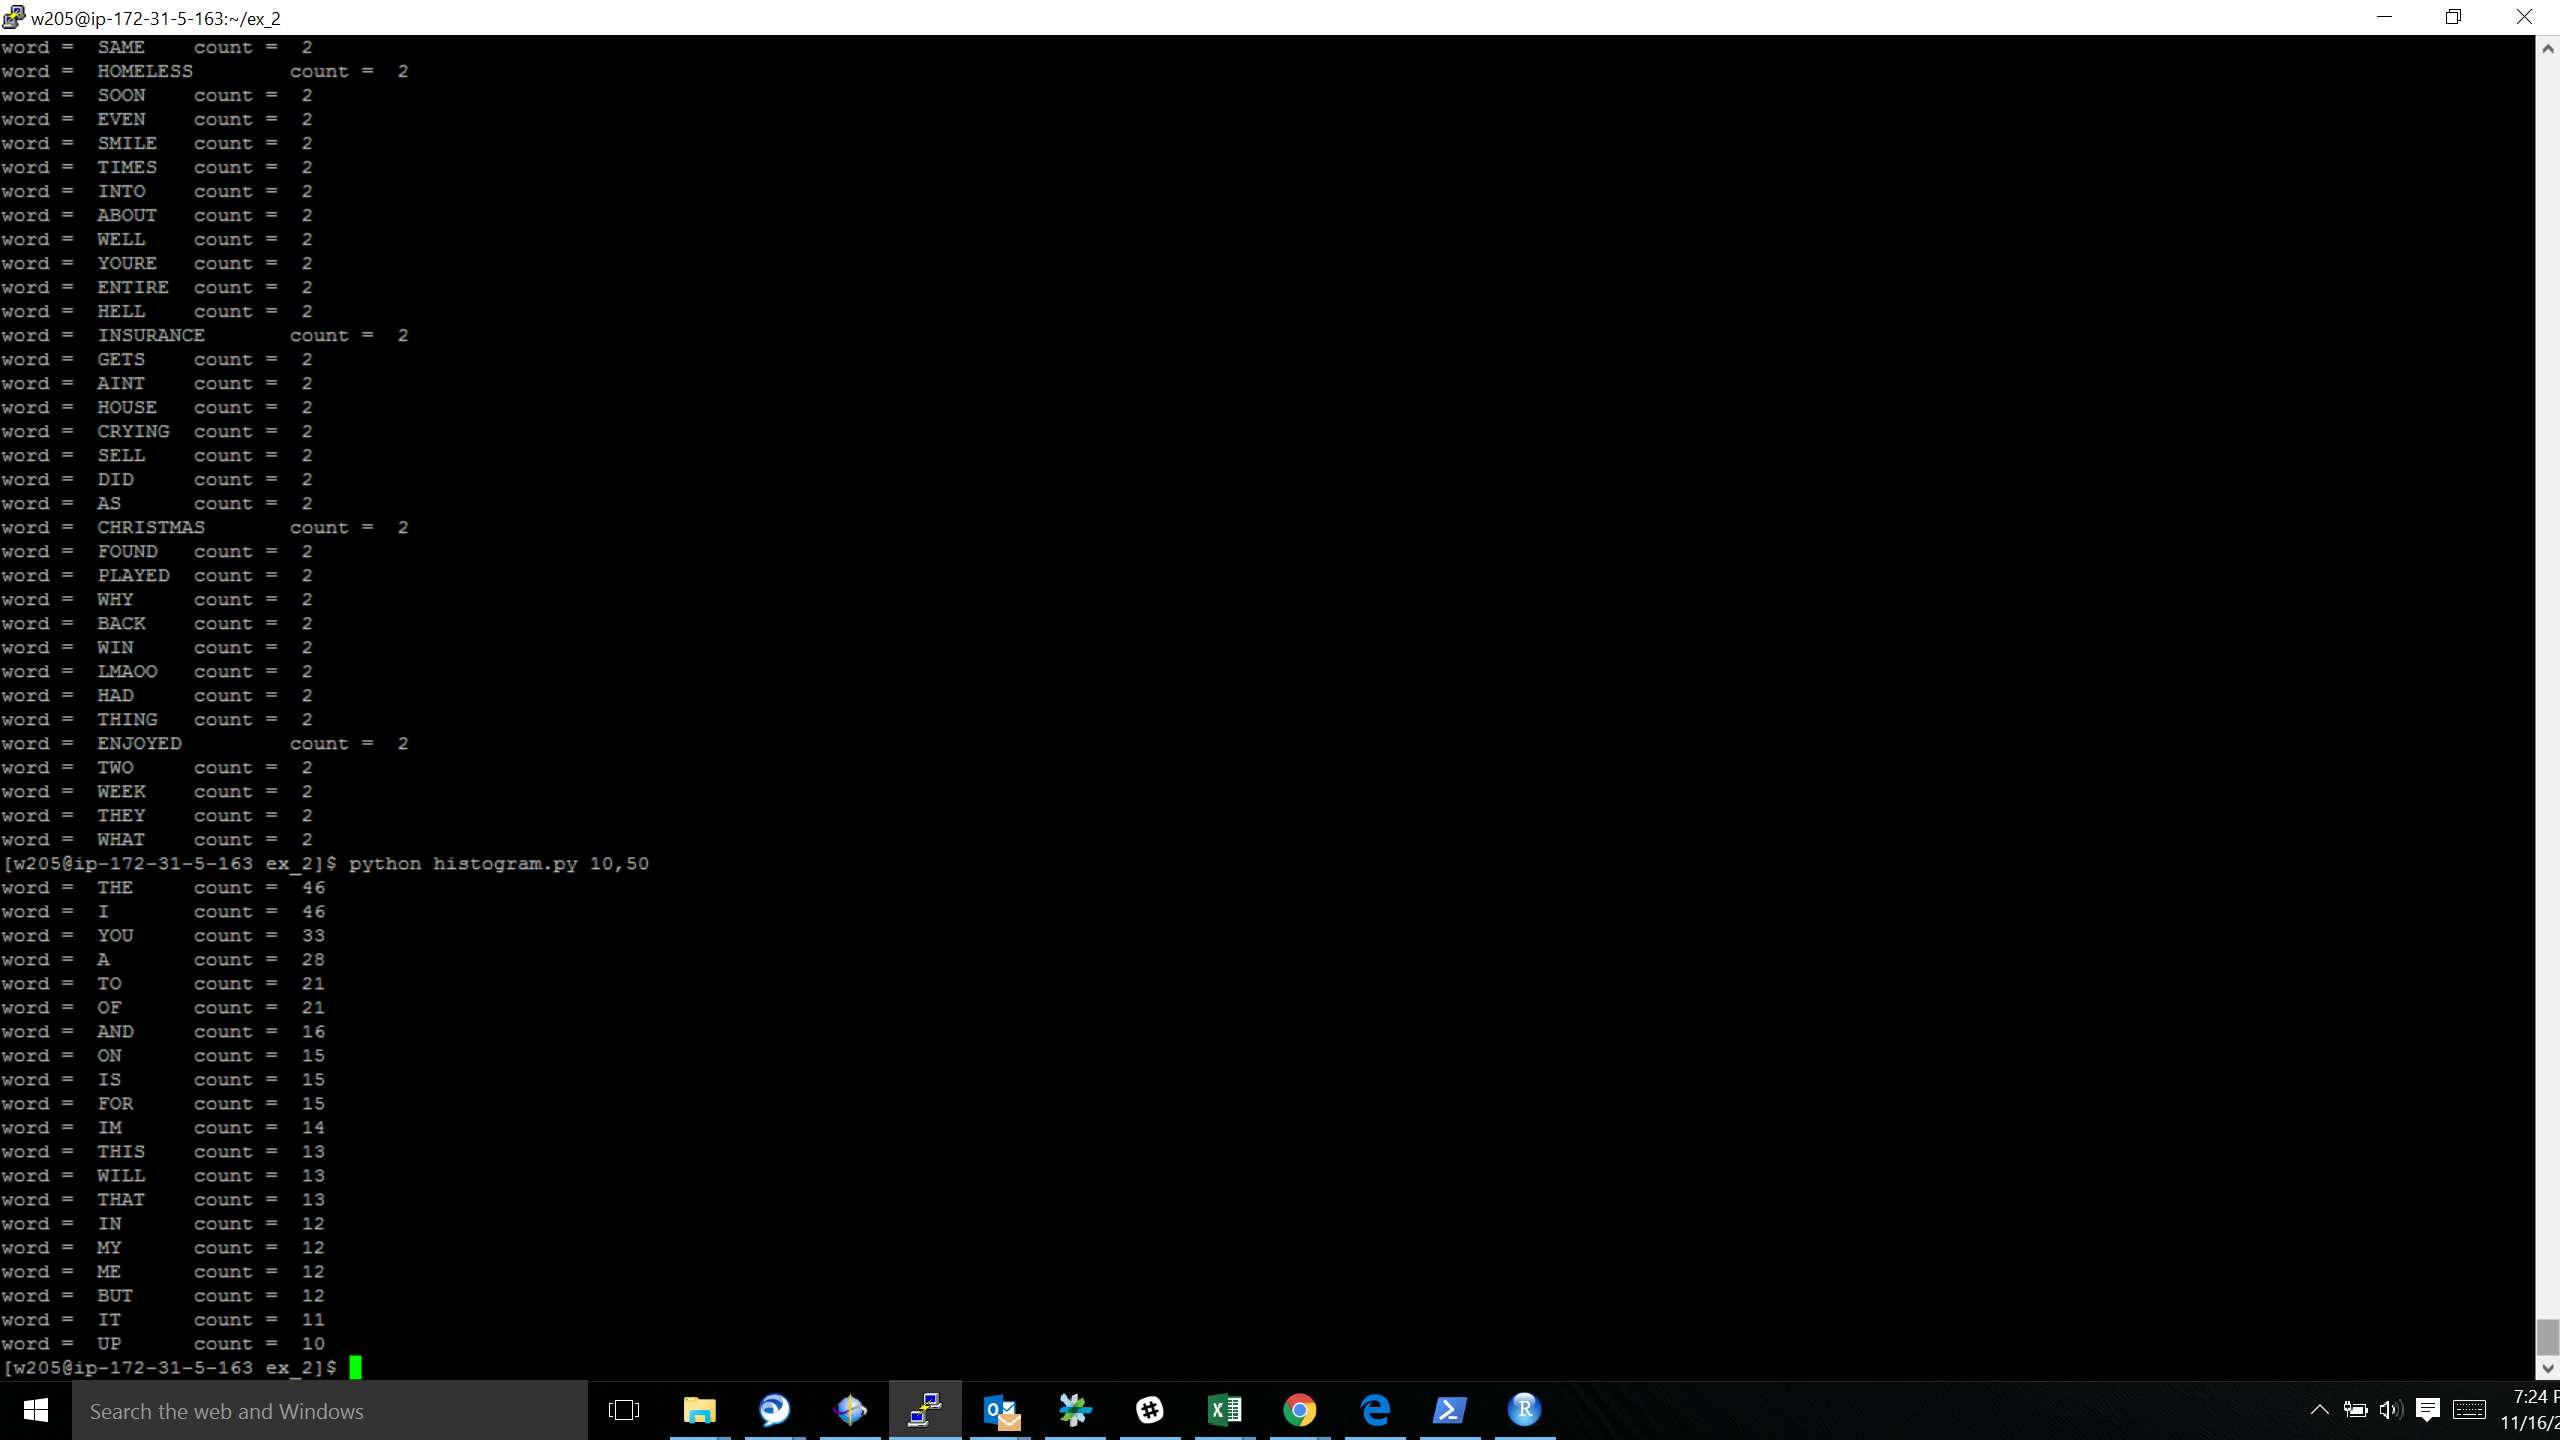 w205@ip-172-31-5-163:~/ex_2
word = SAME count = 2
word = HOMELESS count = 2
word = SOON count = 2
word = EVEN count = 2
word = SMILE count = 2
word = TIMES count = 2
word = INTO count = 2
word = ABOUT count = 2
word = WELL count = 2
word = YOURE count = 2
word = ENTIRE count = 2
word = HELL count = 2
word = INSURANCE count = 2
word = GETS count = 2
word = AINT count = 2
word = HOUSE count = 2
word = CRYING count = 2
word = SELL count = 2
word = DID count = 2
word = AS count = 2
word = CHRISTMAS count = 2
word = FOUND count = 2
word = PLAYED count = 2
word = WHY count = 2
word = BACK count = 2
word = WIN count = 2
word = LMAOO count = 2
word = HAD count = 2
word = THING count = 2
word = ENJOYED count = 2
word = TWO count = 2
word = WEEK count = 2
word = THEY count = 2
word = WHAT count = 2
[w205@ip-172-31-5-163 ex_2]$ python histogram.py 10,50
word = THE count = 46
word = I count = 46
word = YOU count = 33
word = A count = 28
word = TO count = 21
word = OF count = 21
word = AND count = 16
word = ON count = 15
word = IS count = 15
word = FOR count = 15
word = IM count = 14
word = THIS count = 13
word = WILL count = 13
word = THAT count = 13
word = IN count = 12
word = MY count = 12
word = ME count = 12
word = BUT count = 12
word = IT count = 11
word = UP count = 10
[w205@ip-172-31-5-163 ex_2]$
Search the web and Windows
7:24 P
11/16/2